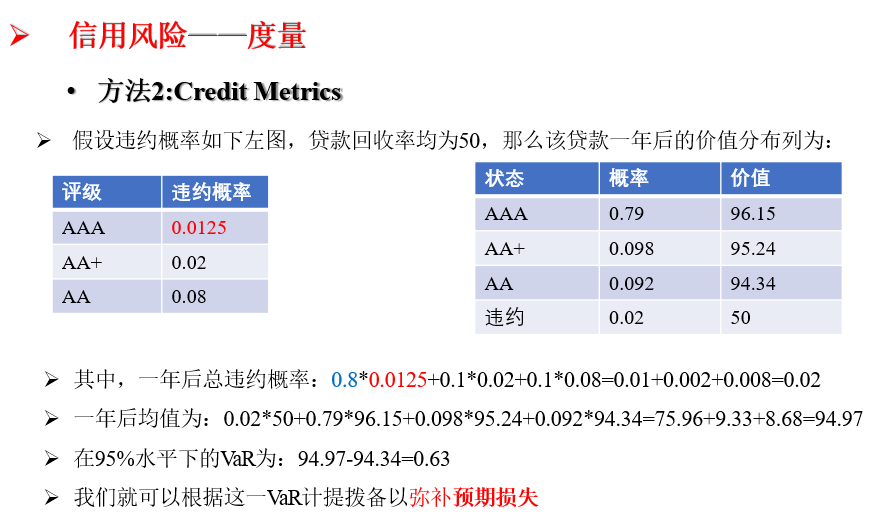 ➢ 信用风险——度量
• 方法2:Credit Metrics
➢ 假设违约概率如下左图，贷款回收率均为50，那么该贷款一年后的价值分布列为：
评级 违约概率
AAA 0.0125
AA+ 0.02
AA 0.08
状态 概率 价值
AAA 0.79 96.15
AA+ 0.098 95.24
AA 0.092 94.34
违约 0.02 50
➢ 其中，一年后总违约概率：0.8*0.0125+0.1*0.02+0.1*0.08=0.01+0.002+0.008=0.02
➢ 一年后均值为：0.02*50+0.79*96.15+0.098*95.24+0.092*94.34=75.96+9.33+8.68=94.97
➢ 在95%水平下的VaR为：94.97-94.34=0.63
➢ 我们就可以根据这一VaR计提拨备以弥补预期损失